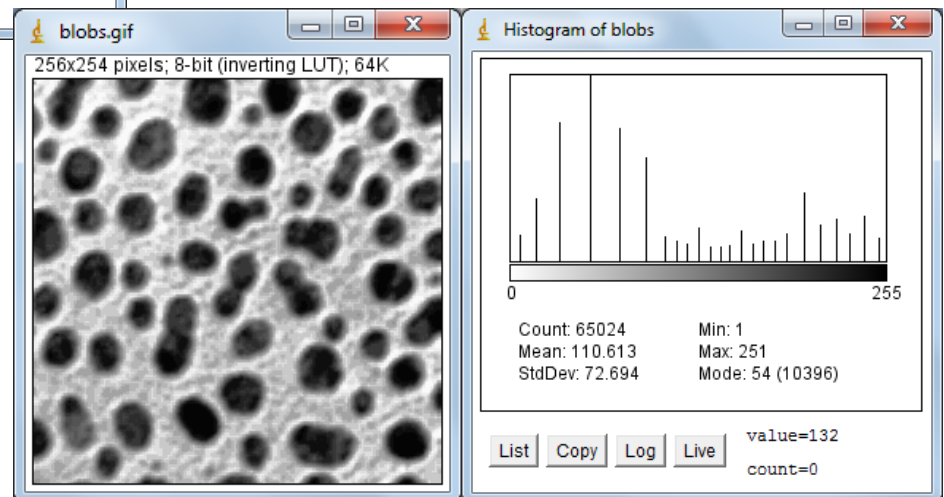 blobs.gif
256x254 pixels; 8-bit (inverting LUT); 64K
Histogram of blobs
0 255
Count: 65024 Min: 1
Mean: 110.613 Max: 251
StdDev: 72.694 Mode: 54 (10396)
List Copy Log Live value=132
count=0